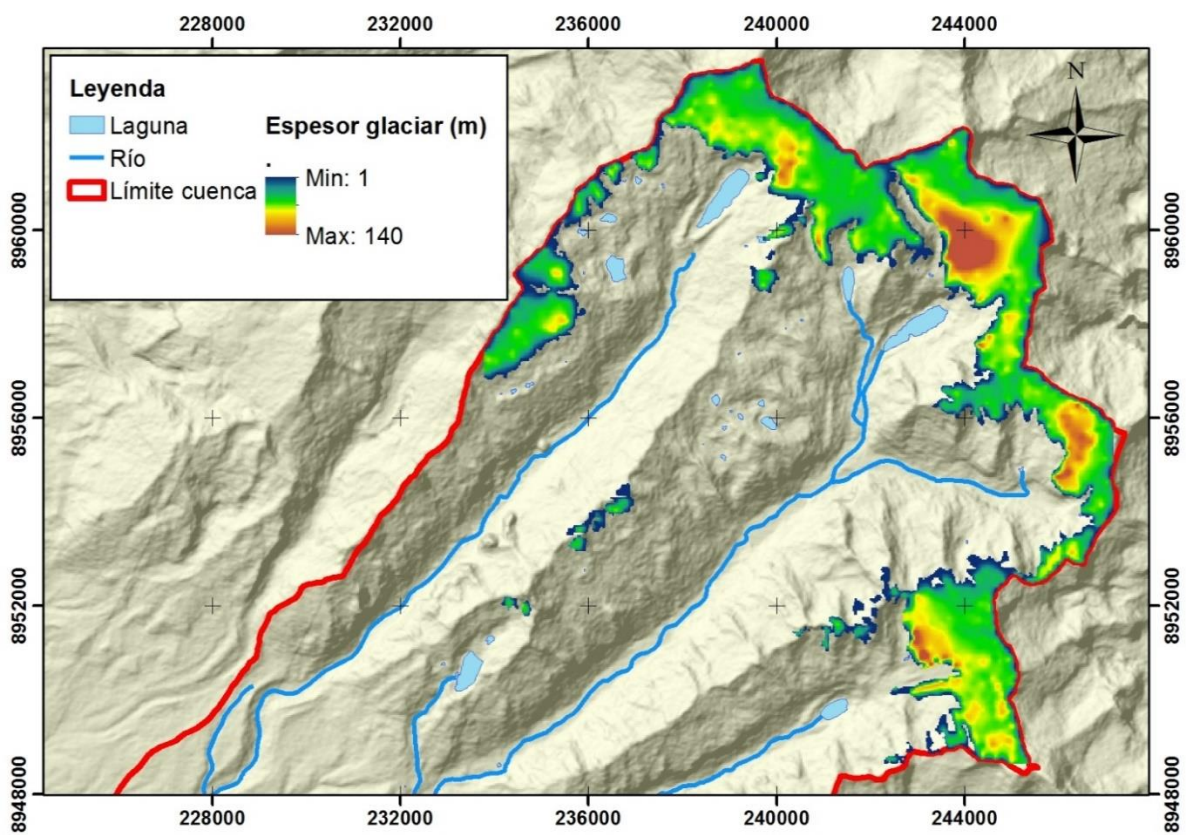 228000 232000 236000 240000 244000
N
Leyenda
Laguna
Río
Límite cuenca
Espesor glaciar (m)
Min: 1
Max: 140
8960000 8960000
8956000 8956000
8952000 8952000
8948000 8948000
228000 232000 236000 240000 244000